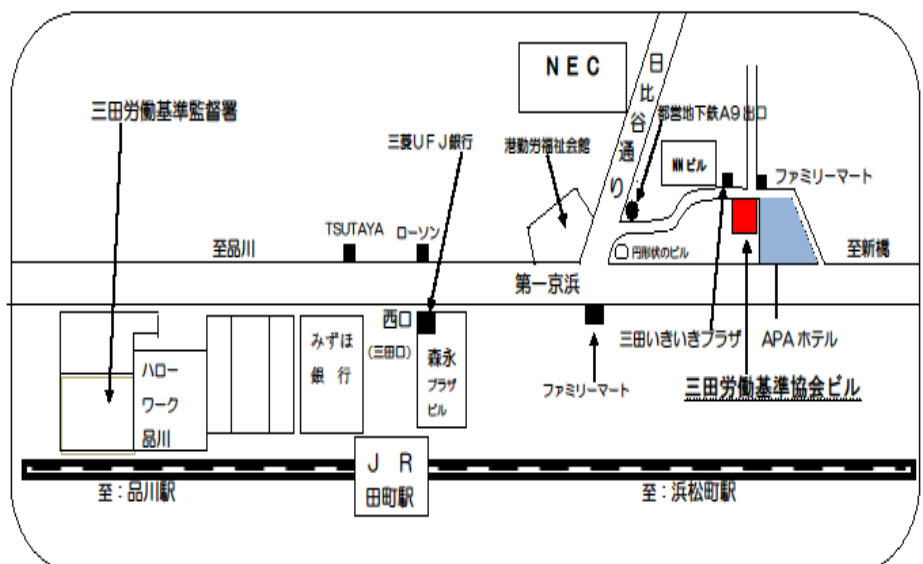 NEC
日比谷通り
三田労働基準監督署
都営地下鉄A9出口
三菱UFJ銀行
港勤労福祉会館
NNビル
ファミリーマート
TSUTAYA
ローソン
至品川
円形状のビル
至新橋
第一京浜
西口
(三田口)
みずほ
銀行
森永
プラザ
ビル
三田いきいきプラザ
APAホテル
ハロー
ワーク
品川
ファミリーマート
三田労働基準協会ビル
JR
田町駅
至:品川駅
至:浜松町駅